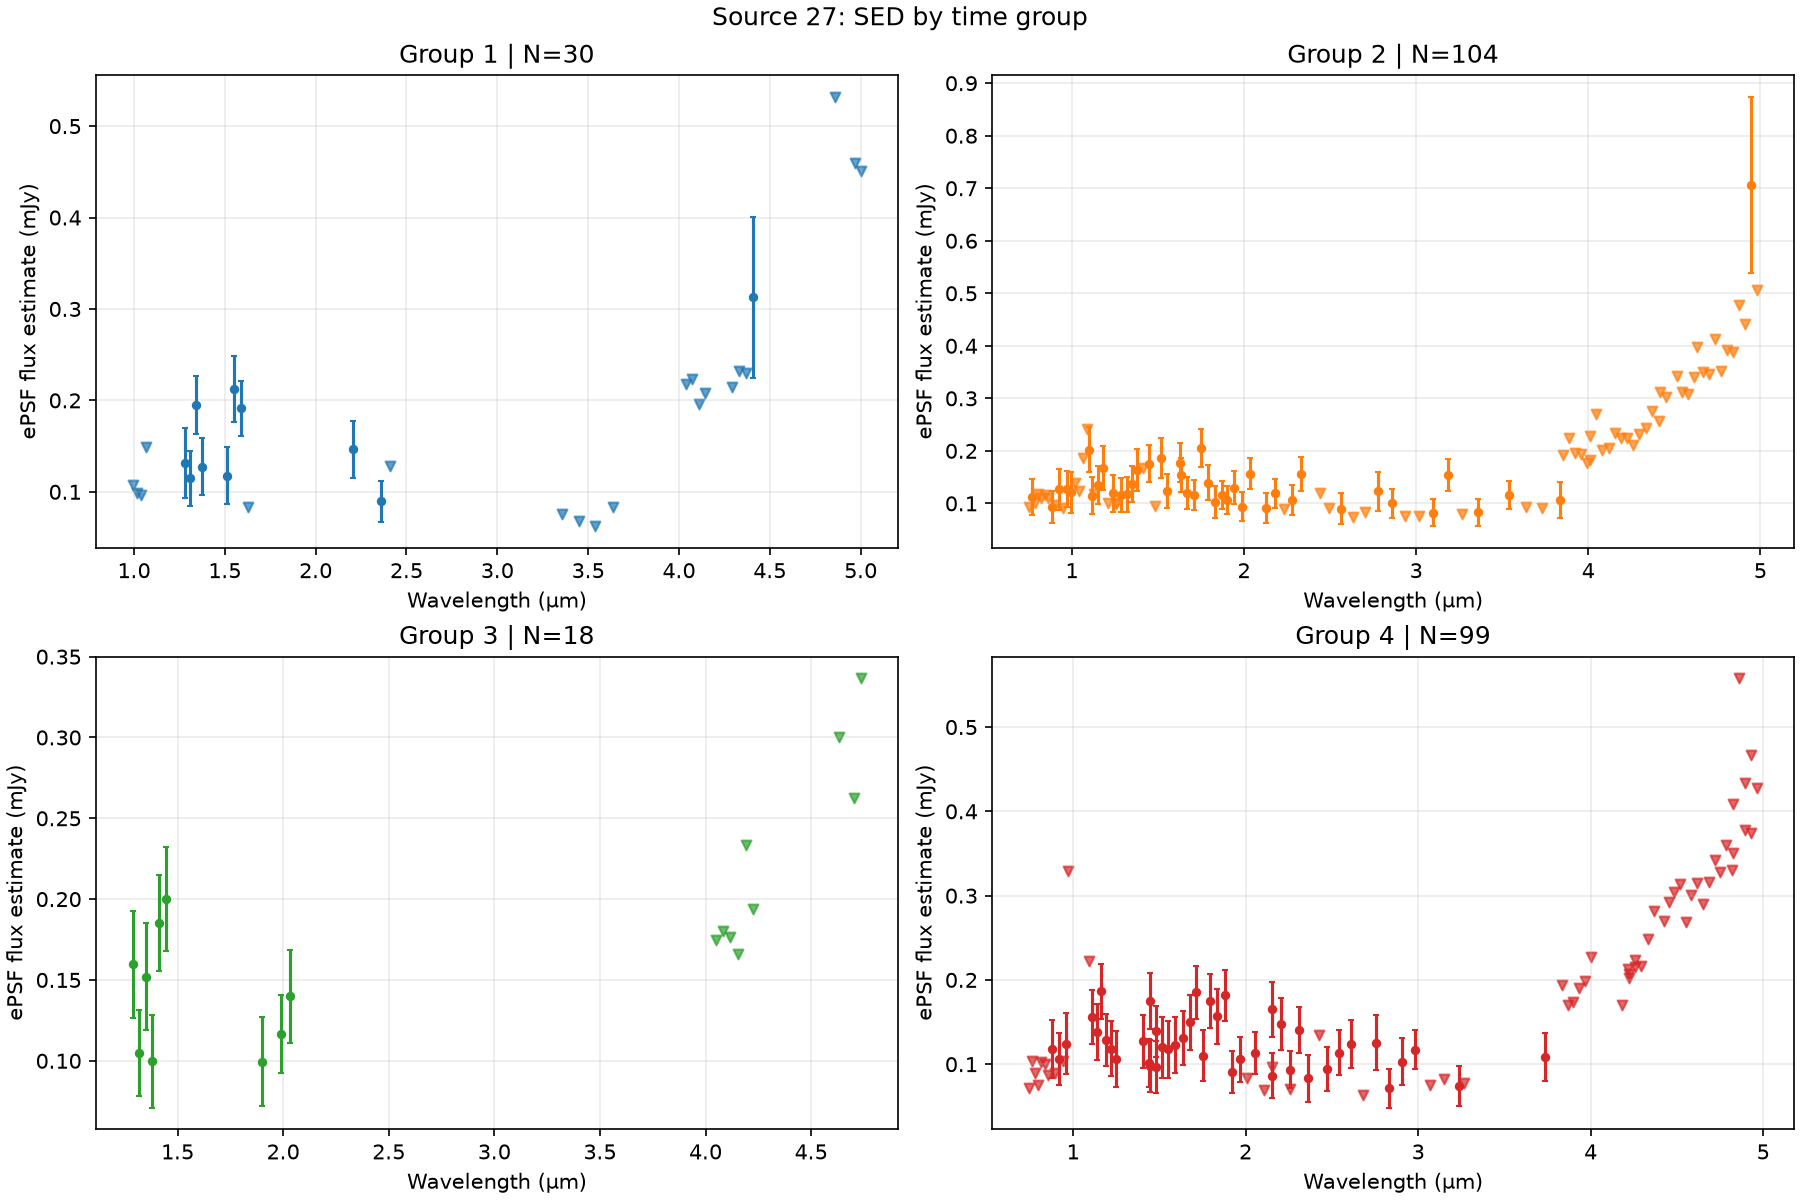 Source 27: SED by time group
Group 1 | N=30
ePSF flux estimate (mJy)
0.5
0.4
0.3
0.2
0.1
1.0 1.5 2.0 2.5 3.0 3.5 4.0 4.5 5.0
Wavelength (μm)
Group 2 | N=104
ePSF flux estimate (mJy)
0.9
0.8
0.7
0.6
0.5
0.4
0.3
0.2
0.1
1 2 3 4 5
Wavelength (μm)
Group 3 | N=18
ePSF flux estimate (mJy)
0.35
0.30
0.25
0.20
0.15
0.10
1.5 2.0 2.5 3.0 3.5 4.0 4.5
Wavelength (μm)
Group 4 | N=99
ePSF flux estimate (mJy)
0.5
0.4
0.3
0.2
0.1
1 2 3 4 5
Wavelength (μm)